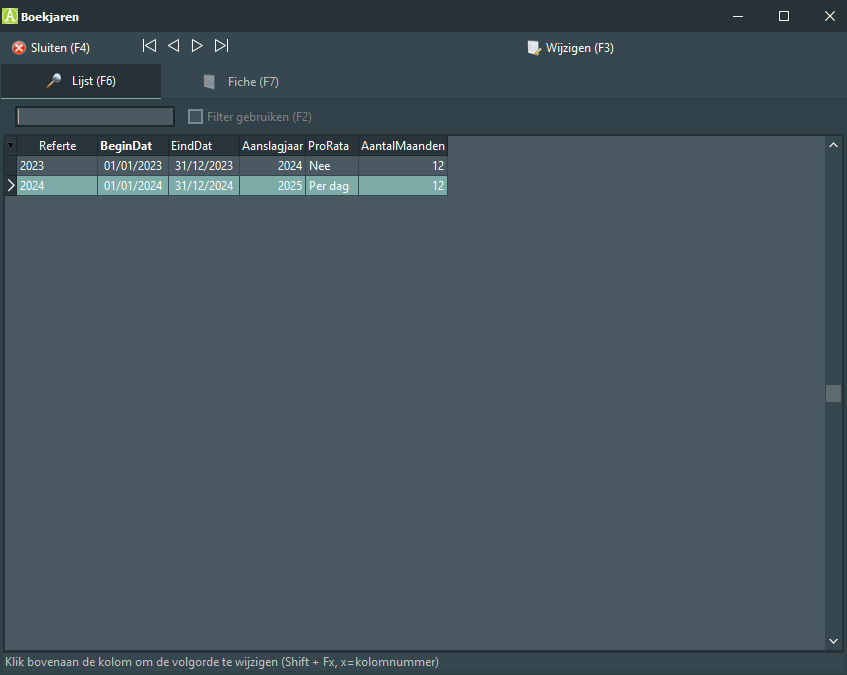 A Boekjaren
Sluiten (F4) Wijzigen (F3)
Lijst (F6) Fiche (F7)
Filter gebruiken (F2)
Referte BeginDat EindDat Aanslagjaar ProRata AantalMaanden
2023 01/01/2023 31/12/2023 2024 Nee 12
2024 01/01/2024 31/12/2024 2025 Per dag 12
Klik bovenaan de kolom om de volgorde te wijzigen (Shift + Fx, x=kolomnummer)